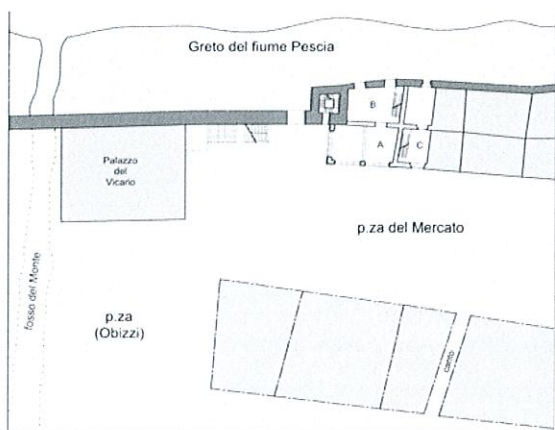 Greto del fiume Pescia
B
A
C
Palazzo
del
Vicario
p.za del Mercato
fosso del Monte
p.za
(Obizzi)
canto